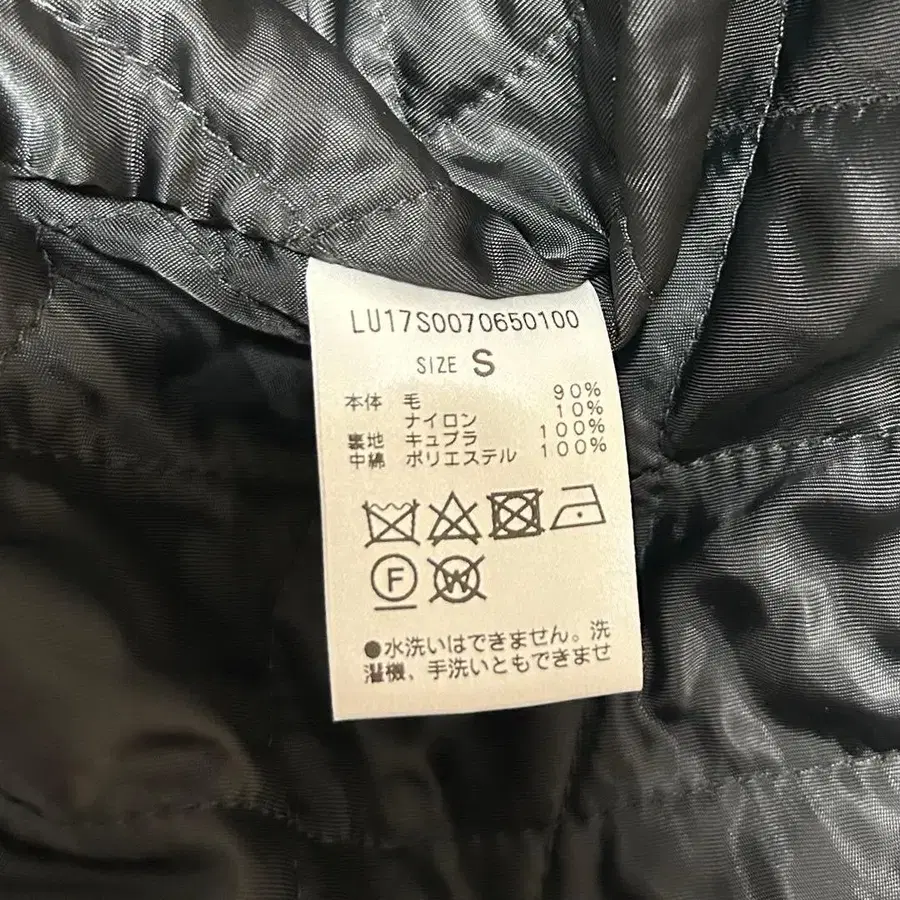 LU17S0070650100
SIZE S
本体 毛 90%
ナイロン 10%
裏地 キュプラ 100%
中綿 ポリエステル 100%
F W
●水洗いはできません。洗
濯機、手洗いともできませ